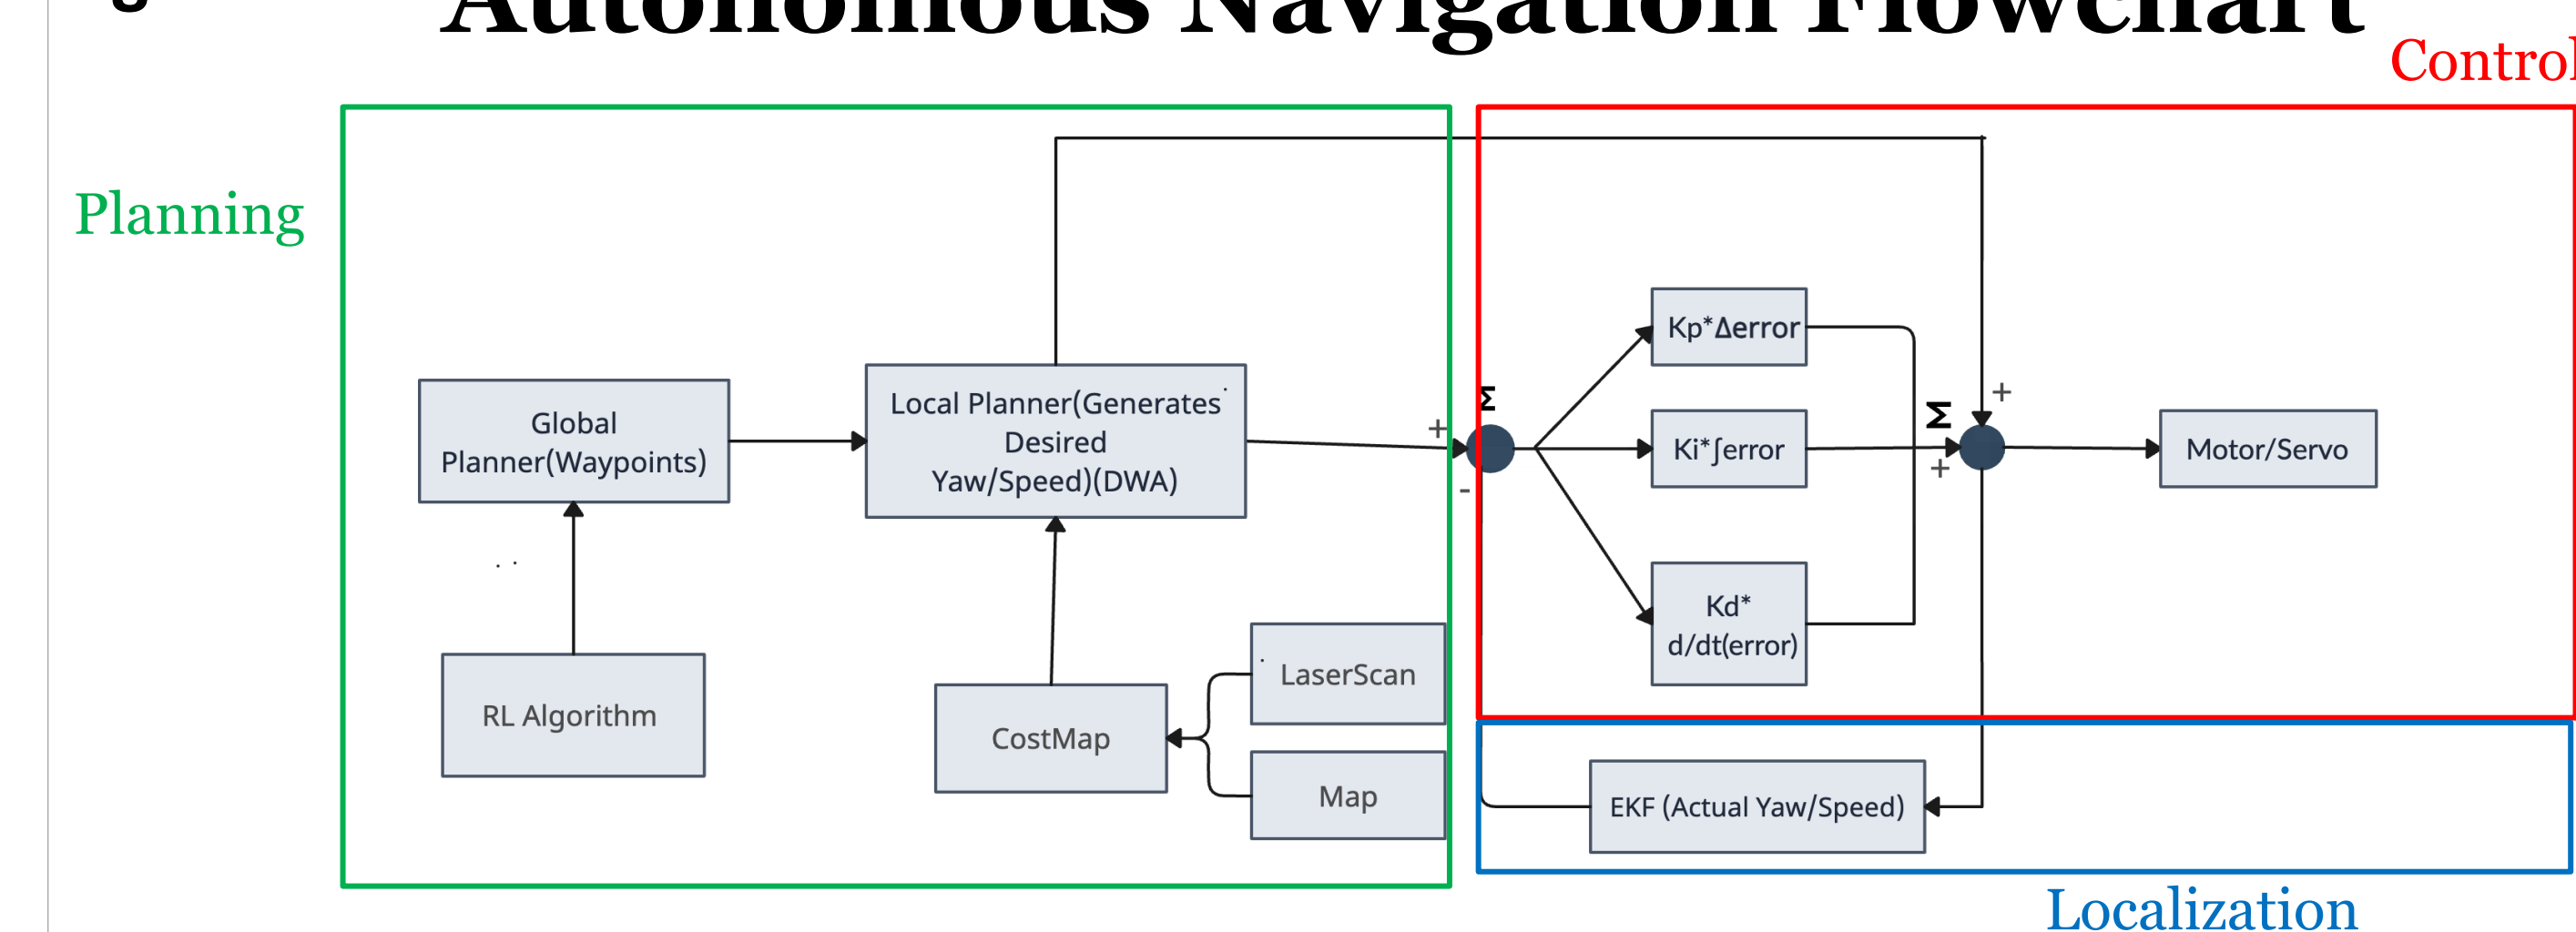 Autonomous Navigation Flowchart
Control
Planning
Global
Planner(Waypoints)
Local Planner(Generates
Desired
Yaw/Speed)(DWA)
RL Algorithm
CostMap
LaserScan
Map
+
-
Σ
Kp*Δerror
Ki*∫error
Kd*
d/dt(error)
Σ
+
+
Motor/Servo
EKF (Actual Yaw/Speed)
Localization